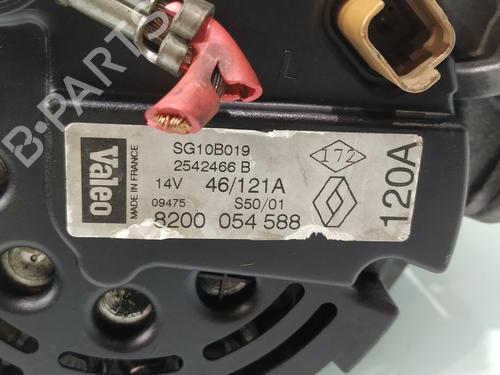 B-PARTS
L
Valeo
MADE IN FRANCE
SG10B019
2542466 B
14V 46/121A
09475 S50/01
8200 054 588
172
120A